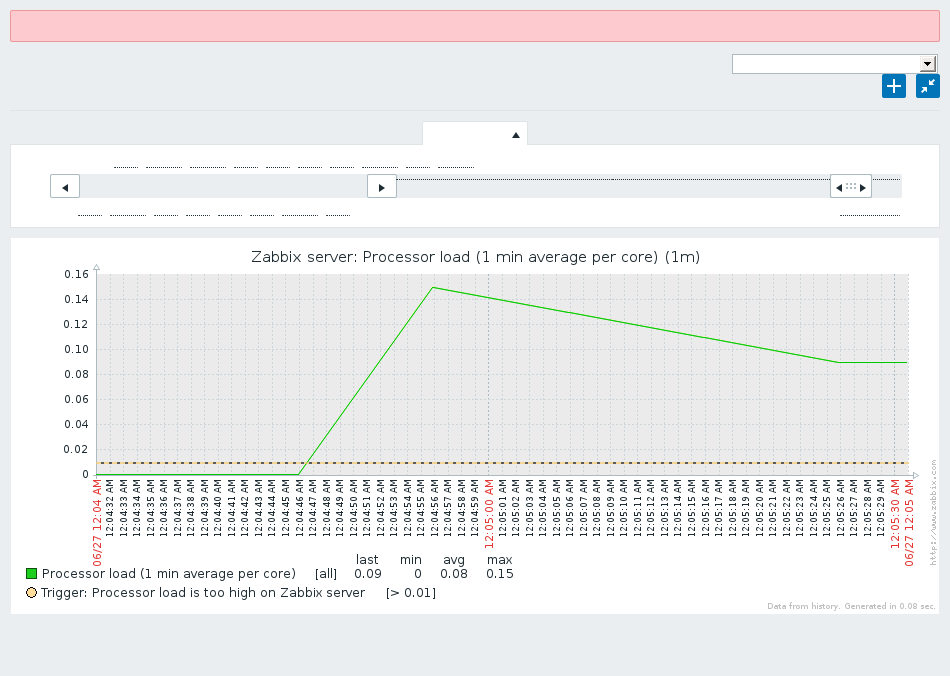 Zabbix server: Processor load (1 min average per core) (1m)
0.16
0.14
0.12
0.10
0.08
0.06
0.04
0.02
0
06/27 12:04 AM
12:04:32 AM
12:04:33 AM
12:04:34 AM
12:04:35 AM
12:04:36 AM
12:04:37 AM
12:04:38 AM
12:04:39 AM
12:04:40 AM
12:04:41 AM
12:04:42 AM
12:04:43 AM
12:04:44 AM
12:04:45 AM
12:04:46 AM
12:04:47 AM
12:04:48 AM
12:04:49 AM
12:04:50 AM
12:04:51 AM
12:04:52 AM
12:04:53 AM
12:04:54 AM
12:04:55 AM
12:04:56 AM
12:04:57 AM
12:04:58 AM
12:04:59 AM
12:05:00 AM
12:05:01 AM
12:05:02 AM
12:05:03 AM
12:05:04 AM
12:05:05 AM
12:05:06 AM
12:05:07 AM
12:05:08 AM
12:05:09 AM
12:05:10 AM
12:05:11 AM
12:05:12 AM
12:05:13 AM
12:05:14 AM
12:05:15 AM
12:05:16 AM
12:05:17 AM
12:05:18 AM
12:05:19 AM
12:05:20 AM
12:05:21 AM
12:05:22 AM
12:05:23 AM
12:05:24 AM
12:05:25 AM
12:05:26 AM
12:05:27 AM
12:05:28 AM
12:05:29 AM
12:05:30 AM
06/27 12:05 AM
http://www.zabbix.com
last min avg max
Processor load (1 min average per core) [all] 0.09 0 0.08 0.15
Trigger: Processor load is too high on Zabbix server [> 0.01]
Data from history. Generated in 0.08 sec.